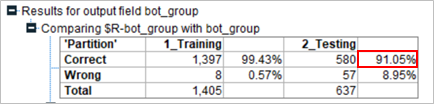 Results for output field bot_group
Comparing $R-bot_group with bot_group
'Partition' 1_Training 2_Testing
Correct 1,397 99.43% 580 91.05%
Wrong 8 0.57% 57 8.95%
Total 1,405 637